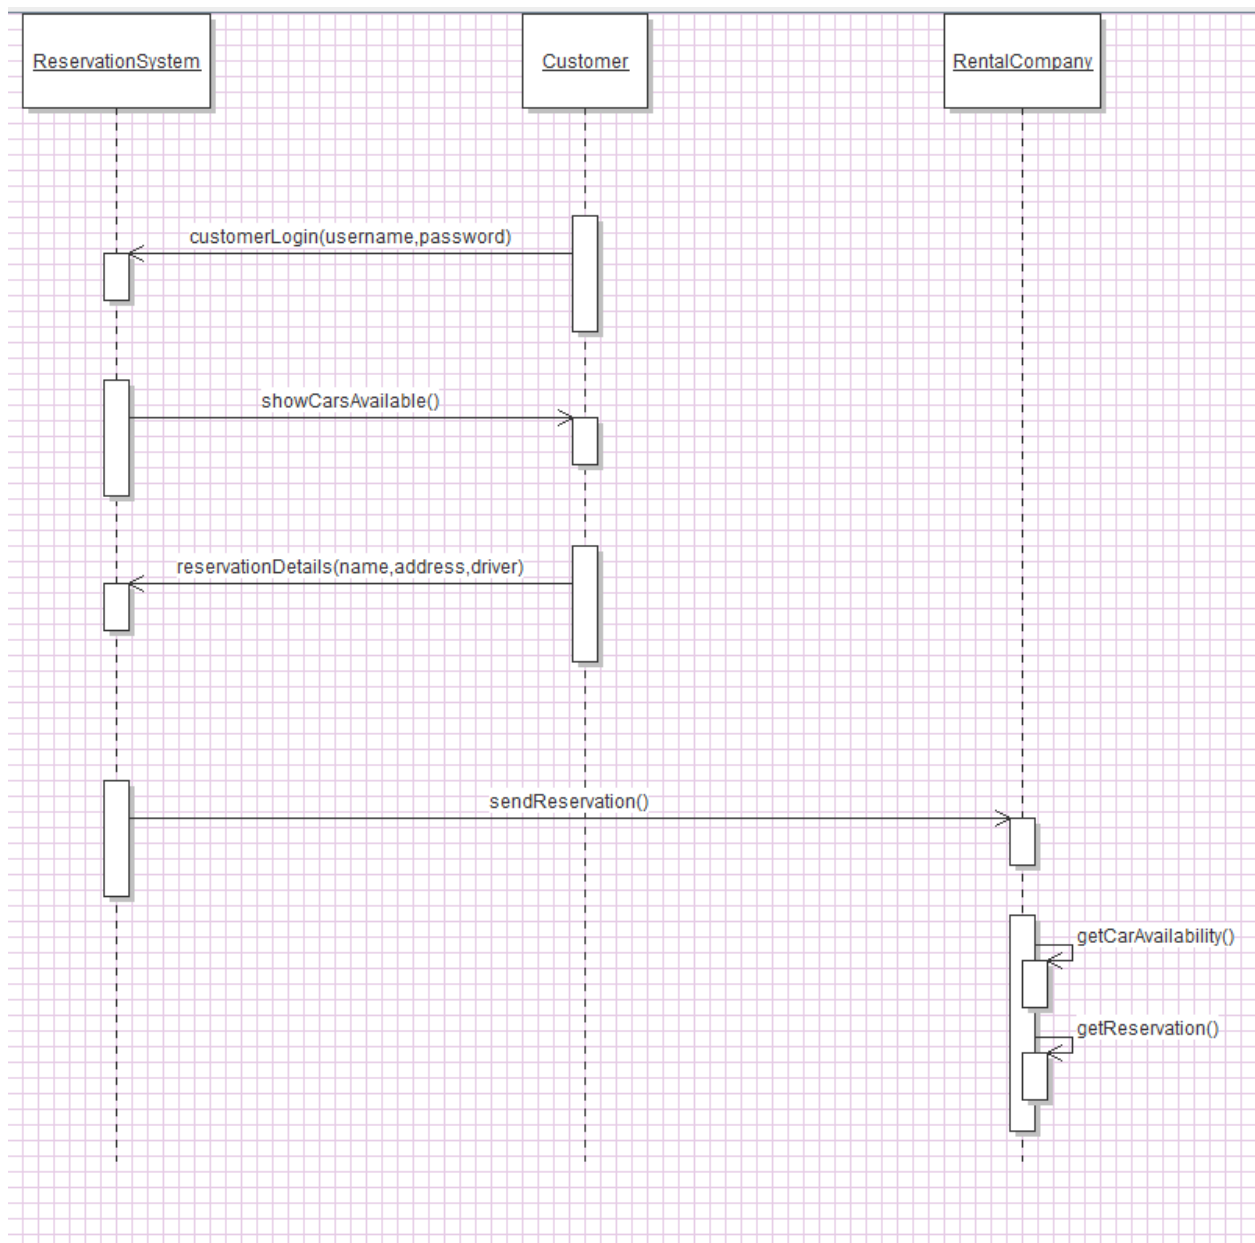 ReservationSystem
Customer
RentalCompany
customerLogin(username,password)
showCarsAvailable()
reservationDetails(name,address,driver)
sendReservation()
getCarAvailability()
getReservation()